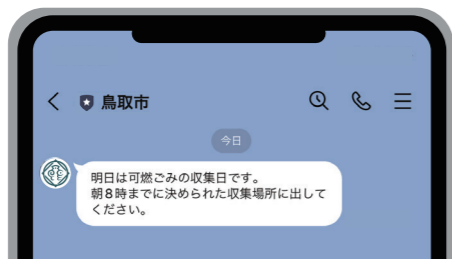 鳥取市
今日
明日は可燃ごみの収集日です。
朝8時までに決められた収集場所に出して
ください。